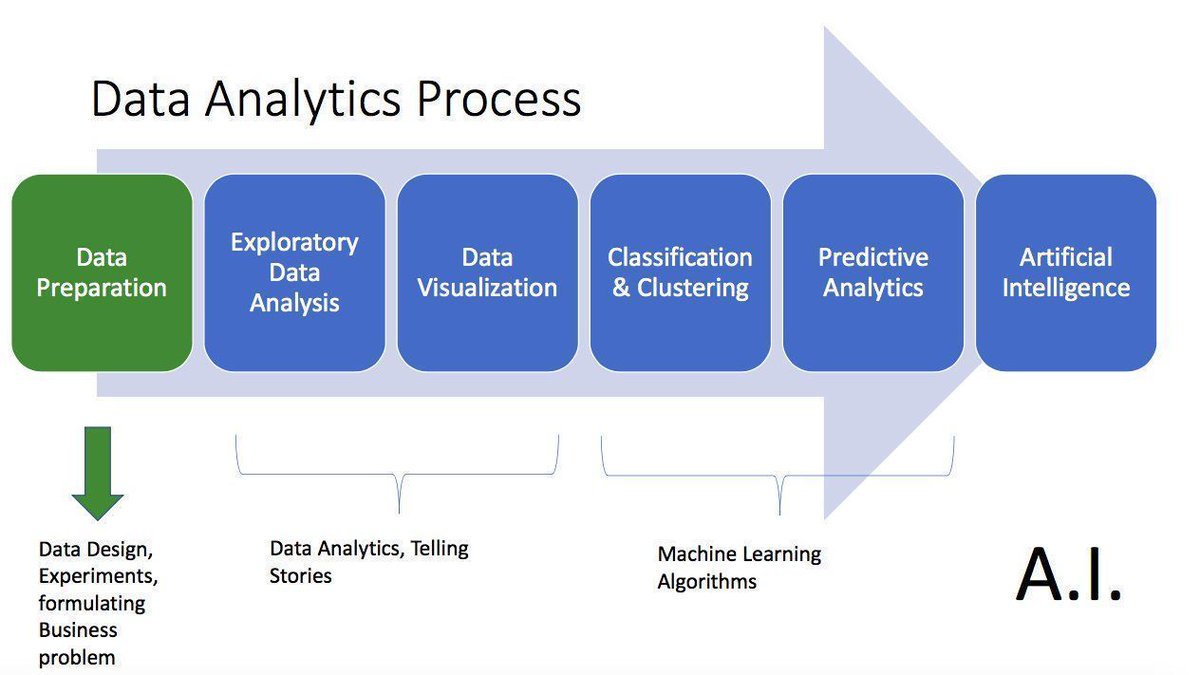 Data Analytics Process
Data
Preparation
Exploratory
Data
Analysis
Data
Visualization
Classification
& Clustering
Predictive
Analytics
Artificial
Intelligence
Data Design,
Experiments,
formulating
Business
problem
Data Analytics, Telling
Stories
Machine Learning
Algorithms
A.I.